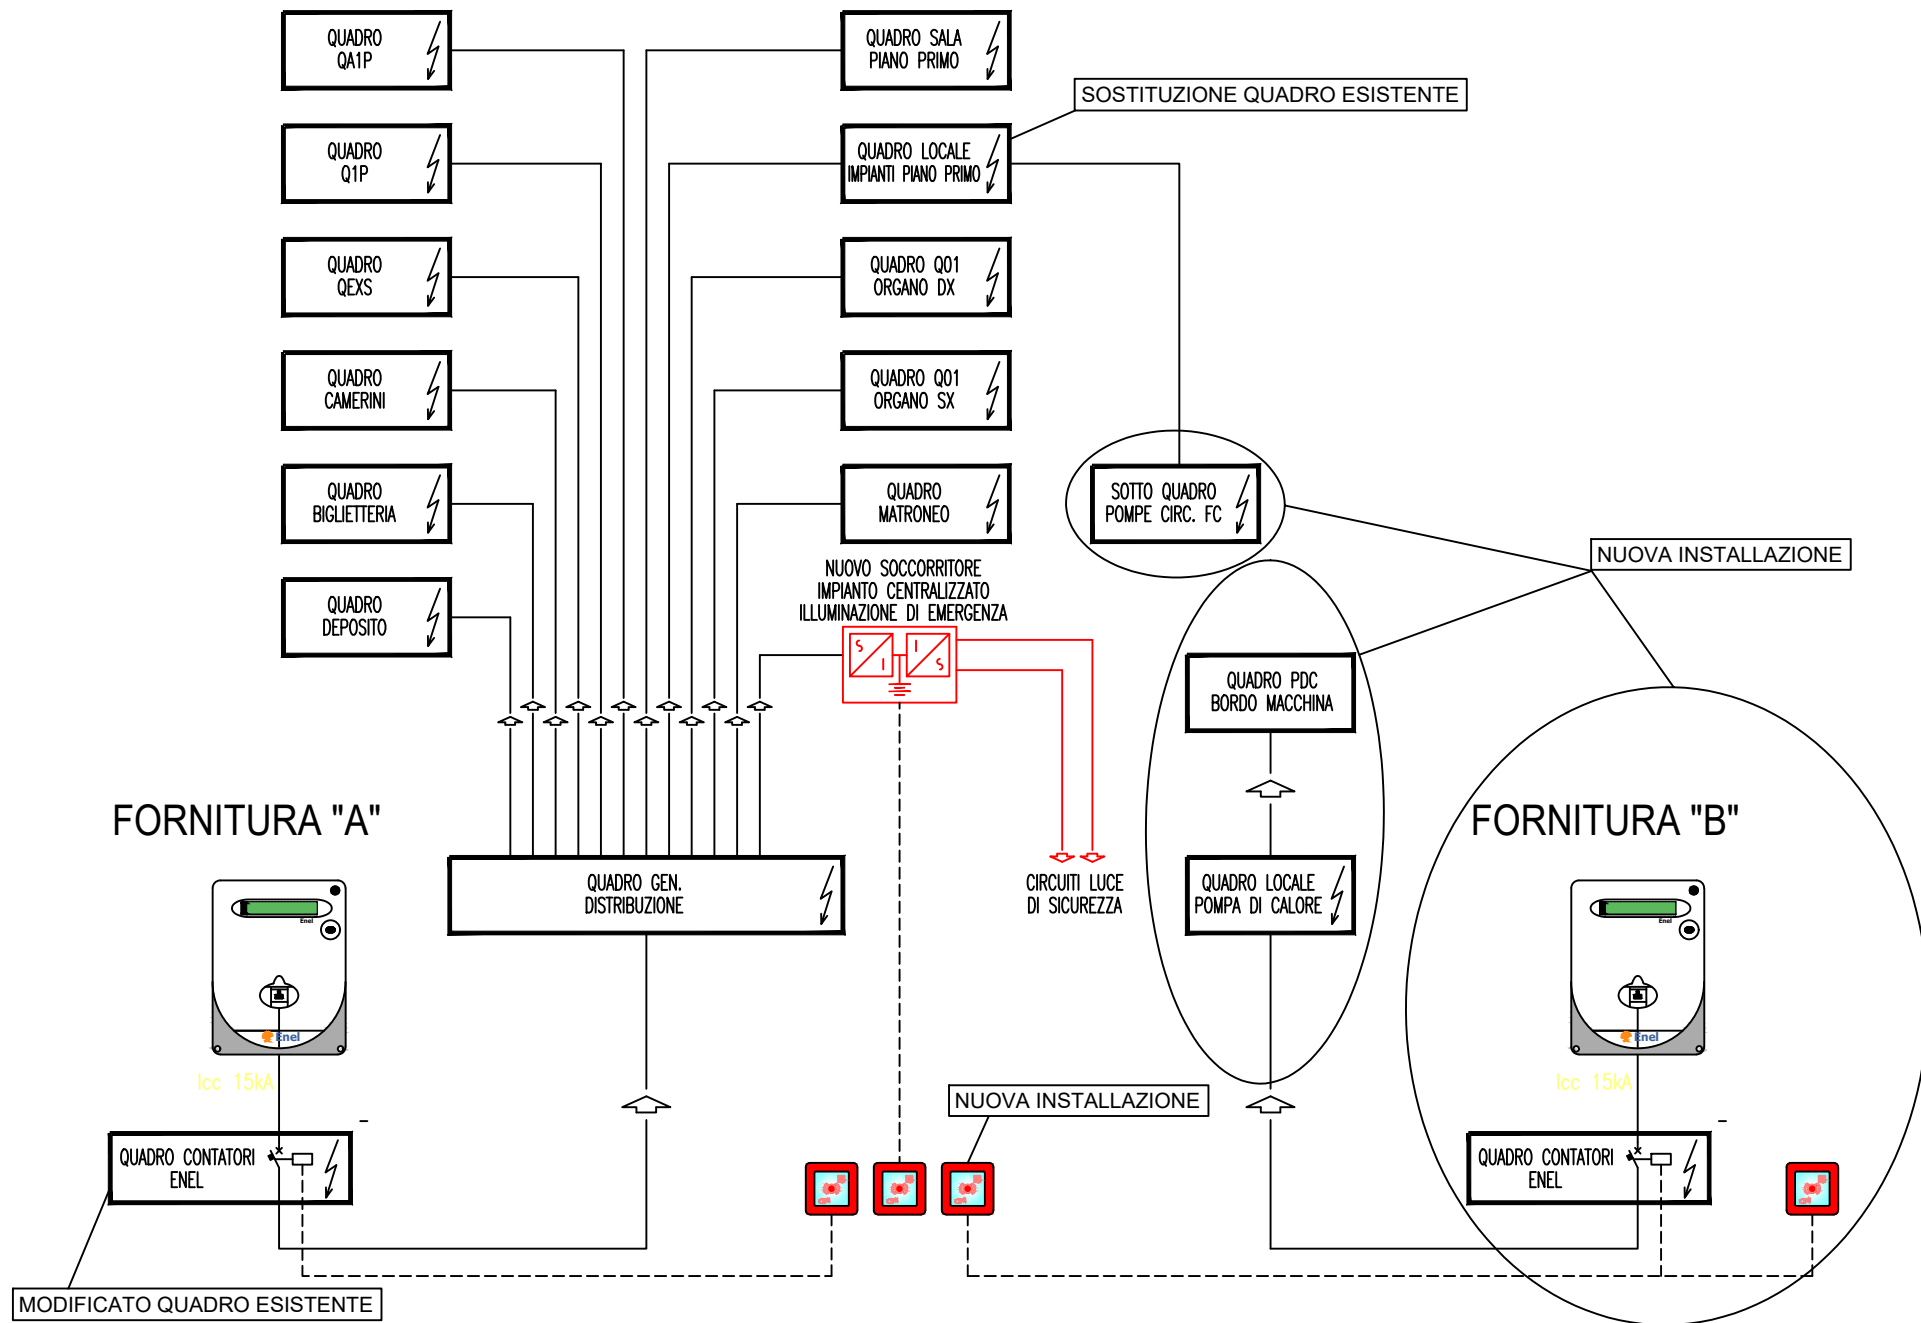 QUADRO
QA1P
QUADRO SALA
PIANO PRIMO
SOSTITUZIONE QUADRO ESISTENTE
QUADRO
Q1P
QUADRO LOCALE
IMPIANTI PIANO PRIMO
QUADRO
QEXS
QUADRO Q01
ORGANO DX
QUADRO
CAMERINI
QUADRO Q01
ORGANO SX
QUADRO
BIGLIETTERIA
QUADRO
MATRONEO
SOTTO QUADRO
POMPE CIRC. FC
NUOVA INSTALLAZIONE
NUOVO SOCCORRITORE
IMPIANTO CENTRALIZZATO
ILLUMINAZIONE DI EMERGENZA
QUADRO
DEPOSITO
S
I
I
S
QUADRO PDC
BORDO MACCHINA
FORNITURA "A"
FORNITURA "B"
QUADRO GEN.
DISTRIBUZIONE
CIRCUITI LUCE
DI SICUREZZA
QUADRO LOCALE
POMPA DI CALORE
Enel
Enel
Enel
Enel
Icc 15kA
Icc 15kA
NUOVA INSTALLAZIONE
QUADRO CONTATORI
ENEL
QUADRO CONTATORI
ENEL
MODIFICATO QUADRO ESISTENTE